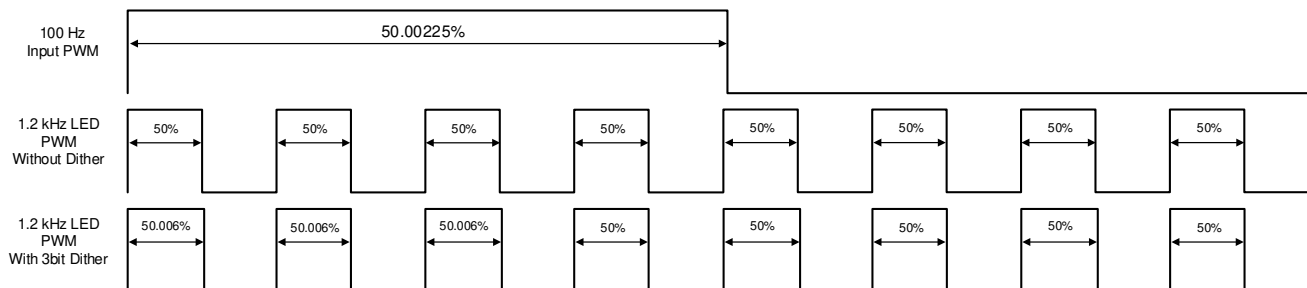 100 Hz
Input PWM
50.00225%
1.2 kHz LED
PWM
Without Dither
50% 50% 50% 50% 50% 50% 50% 50%
1.2 kHz LED
PWM
With 3bit Dither
50.006% 50.006% 50.006% 50% 50% 50% 50% 50%